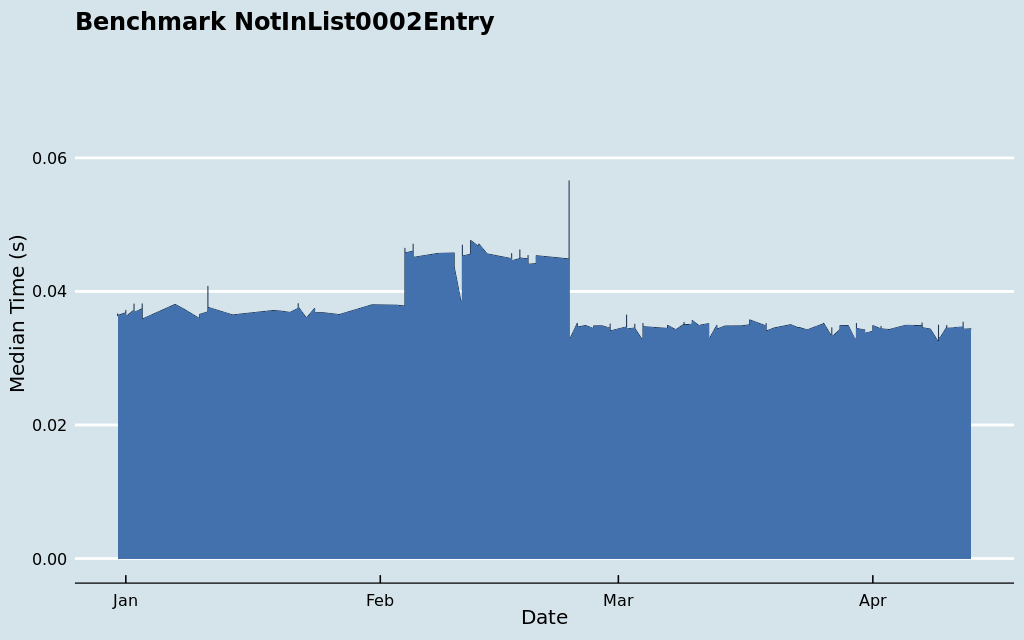 Benchmark NotInList0002Entry
0.06
0.04
0.02
0.00
Median Time (s)
Jan Feb Mar Apr
Date